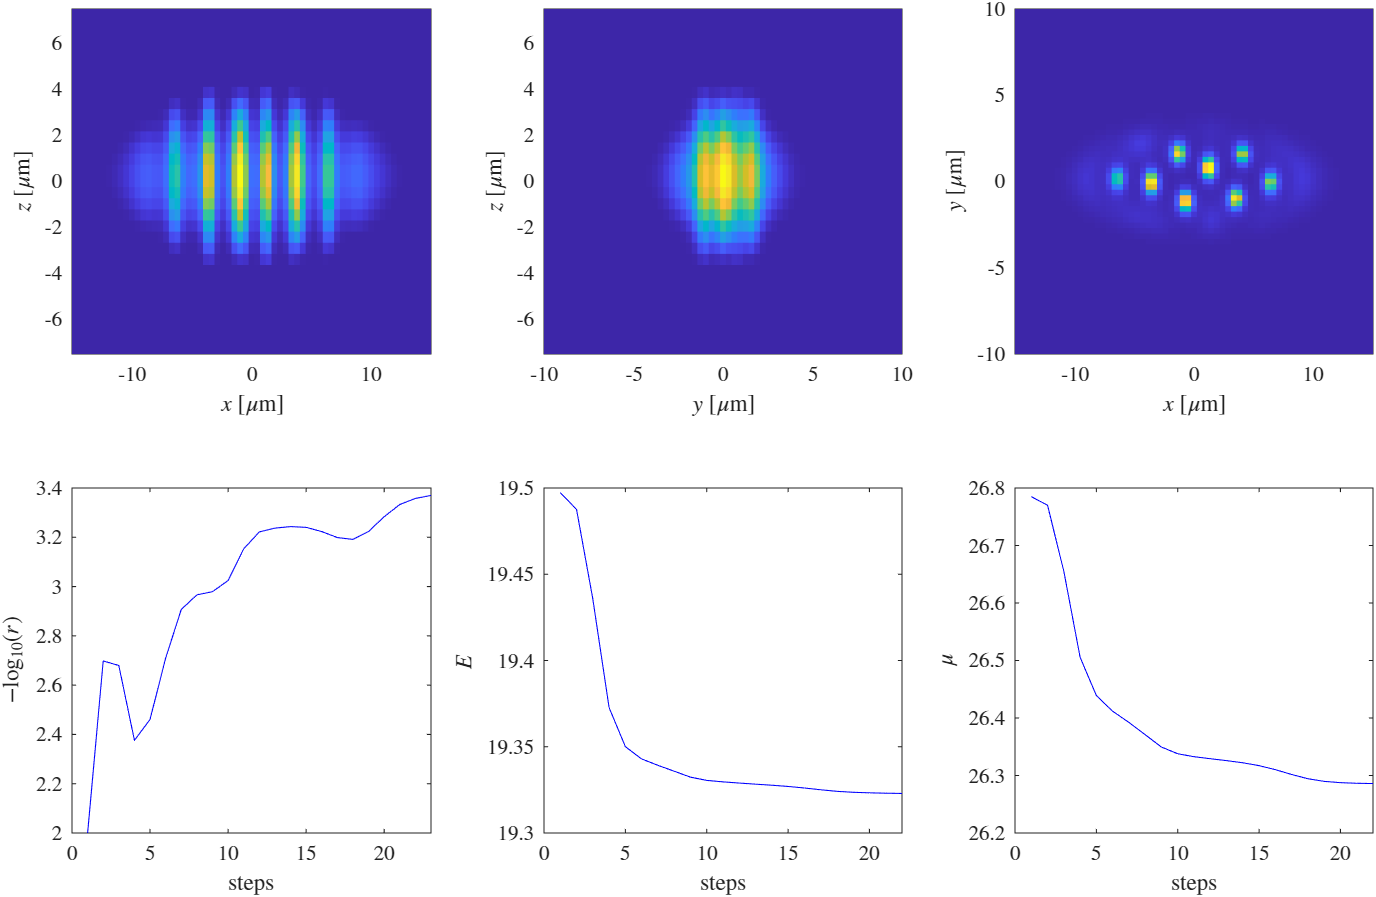 6
4
2
0
-2
-4
-6
z [μm]
-10 0 10
x [μm]
6
4
2
0
-2
-4
-6
z [μm]
-10 -5 0 5 10
y [μm]
10
5
0
-5
-10
y [μm]
-10 0 10
x [μm]
3.4
3.2
3
2.8
2.6
2.4
2.2
2
−log₁₀(r)
0 5 10 15 20
steps
19.5
19.45
19.4
19.35
19.3
E
0 5 10 15 20
steps
26.8
26.7
26.6
26.5
26.4
26.3
26.2
μ
0 5 10 15 20
steps